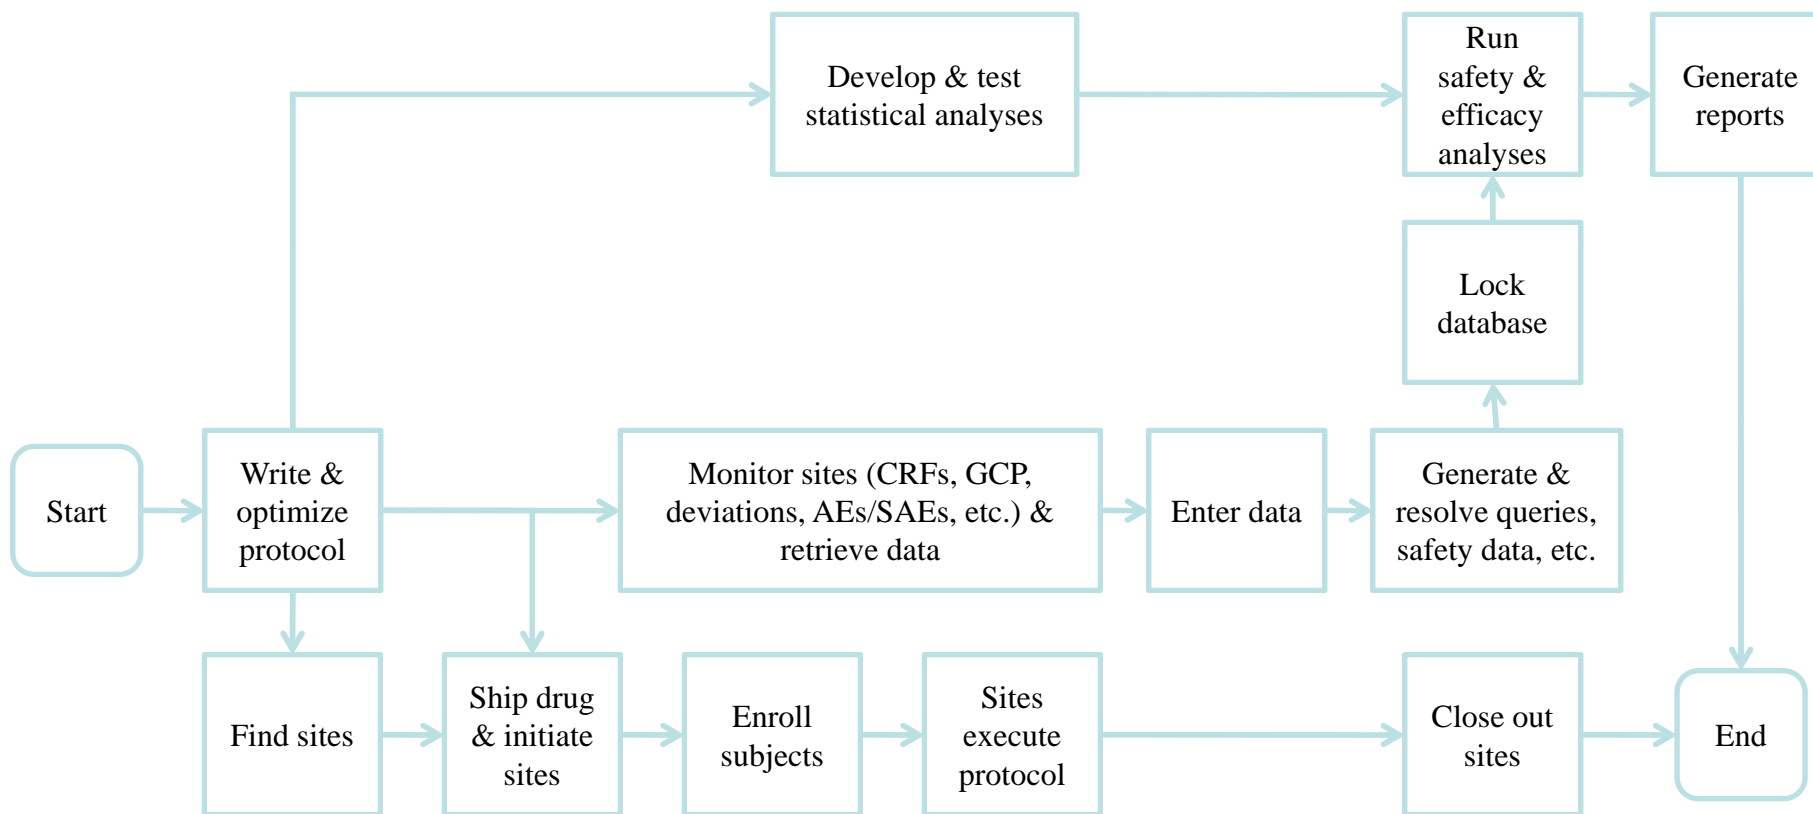 Develop & test
statistical analyses
Run
safety &
efficacy
analyses
Generate
reports
Lock
database
Start
Write &
optimize
protocol
Monitor sites (CRFs, GCP,
deviations, AEs/SAEs, etc.) &
retrieve data
Enter data
Generate &
resolve queries,
safety data, etc.
Find sites
Ship drug
& initiate
sites
Enroll
subjects
Sites
execute
protocol
Close out
sites
End